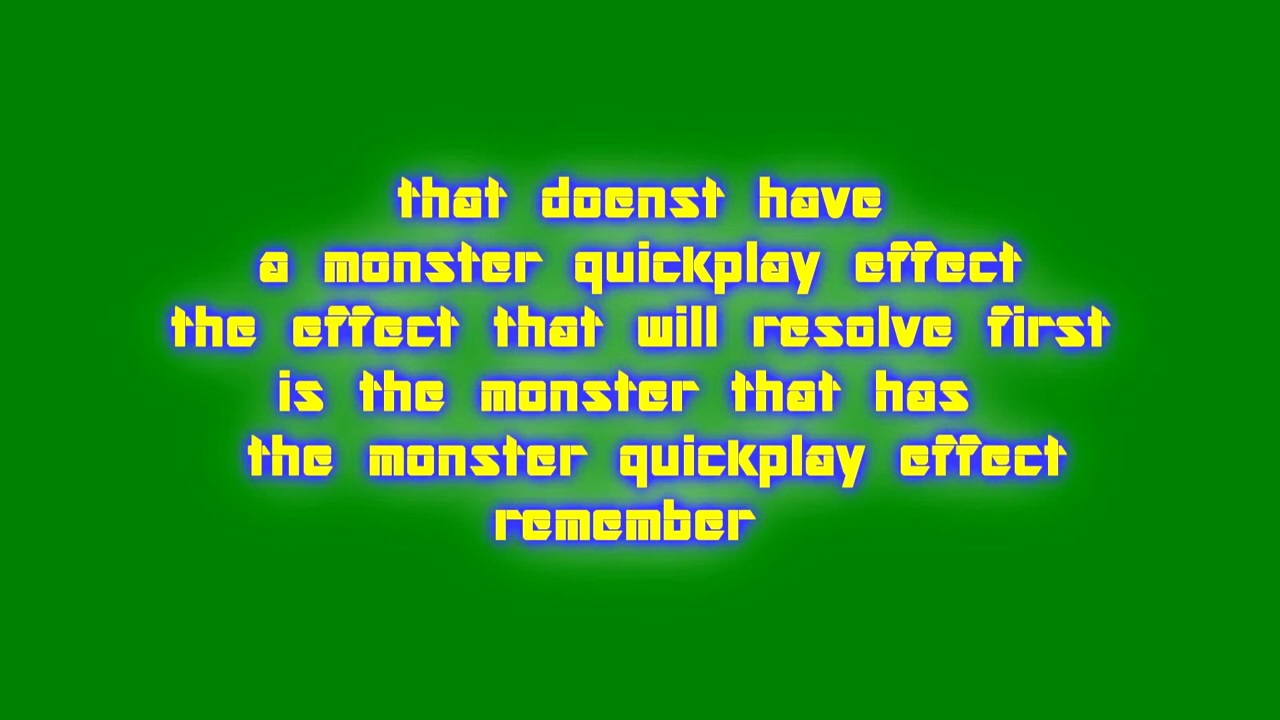 that doenst have
a monster quickplay effect
the effect that will resolve first
is the monster that has
the monster quickplay effect
remember